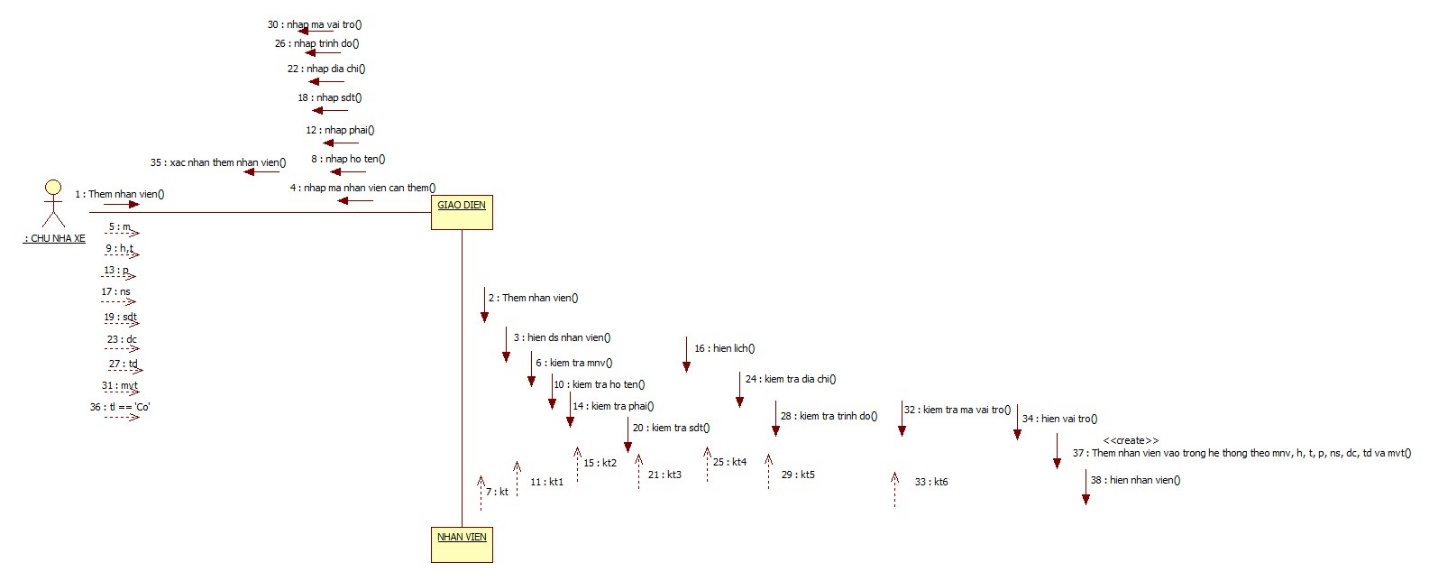 30 : nhap ma vai tro()
26 : nhap trinh do()
22 : nhap dia chi()
18 : nhap sdt()
12 : nhap phai()
35 : xac nhan them nhan vien()
8 : nhap ho ten()
1 : Them nhan vien()
4 : nhap ma nhan vien can them()
GIAO DIEN
: CHU NHA XE
5 : m
9 : h,t
13 : p
17 : ns
19 : sdt
23 : dc
27 : td
31 : mvt
36 : tl == 'Co'
2 : Them nhan vien()
3 : hien ds nhan vien()
16 : hien lich()
6 : kiem tra mnv()
10 : kiem tra ho ten()
24 : kiem tra dia chi()
14 : kiem tra phai()
28 : kiem tra trinh do()
32 : kiem tra ma vai tro()
34 : hien vai tro()
20 : kiem tra sdt()
<<create>>
37 : Them nhan vien vao trong he thong theo mnv, h, t, p, ns, dc, td va mvt()
15 : kt2
21 : kt3
25 : kt4
29 : kt5
33 : kt6
38 : hien nhan vien()
11 : kt1
7 : kt
NHAN VIEN